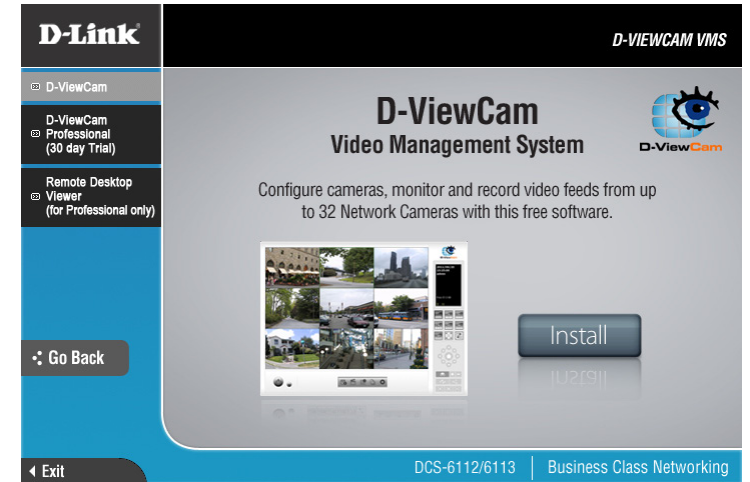 D-Link
D-VIEWCAM VMS
D-ViewCam
D-ViewCam
Professional
(30 day Trial)
Remote Desktop
Viewer
(for Professional only)
D-ViewCam
Video Management System
D-ViewCam
Configure cameras, monitor and record video feeds from up
to 32 Network Cameras with this free software.
Install
Go Back
Exit
DCS-6112/6113
Business Class Networking